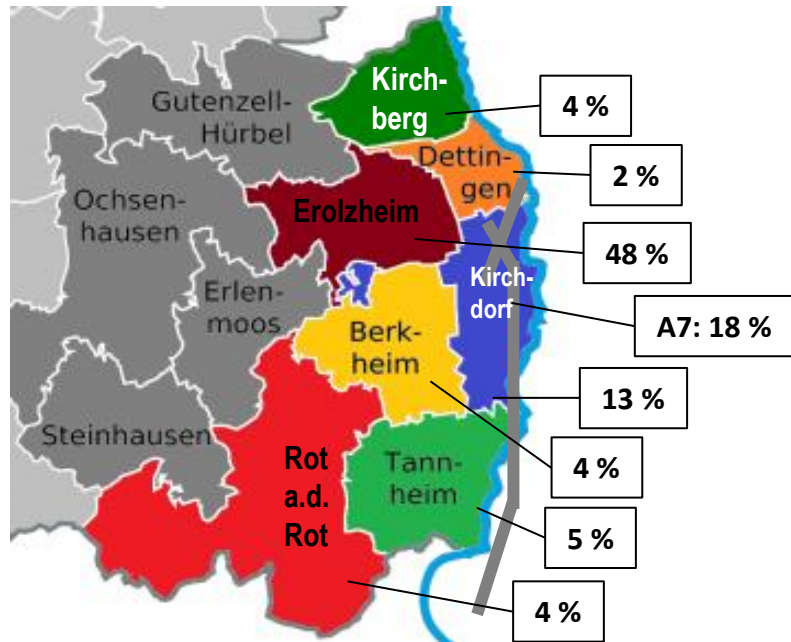 Kirch-
berg
4 %
Gutenzell-
Hürbel
Dettin-
gen
2 %
Ochsen-
hausen
Erolzheim
48 %
Kirch-
dorf
A7: 18 %
Erlen-
moos
Berk-
heim
13 %
Steinhausen
4 %
Rot
a.d.
Rot
Tann-
heim
5 %
4 %